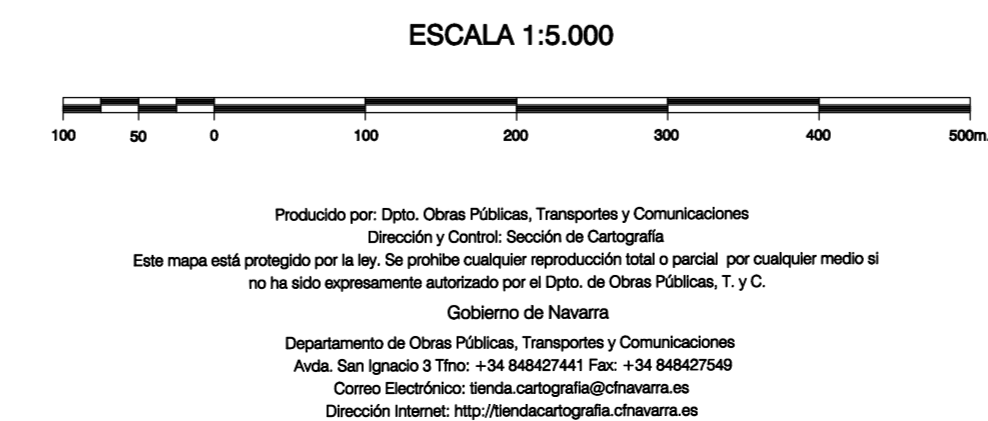 ESCALA 1:5.000
100 50 0 100 200 300 400 500m.
Producido por: Dpto. Obras Públicas, Transportes y Comunicaciones
Dirección y Control: Sección de Cartografía
Este mapa está protegido por la ley. Se prohibe cualquier reproducción total o parcial por cualquier medio si
no ha sido expresamente autorizado por el Dpto. de Obras Públicas, T. y C.
Gobierno de Navarra
Departamento de Obras Públicas, Transportes y Comunicaciones
Avda. San Ignacio 3 Tfno: +34 848427441 Fax: +34 848427549
Correo Electrónico: tienda.cartografia@cfnavarra.es
Dirección Internet: http://tiendacartografia.cfnavarra.es